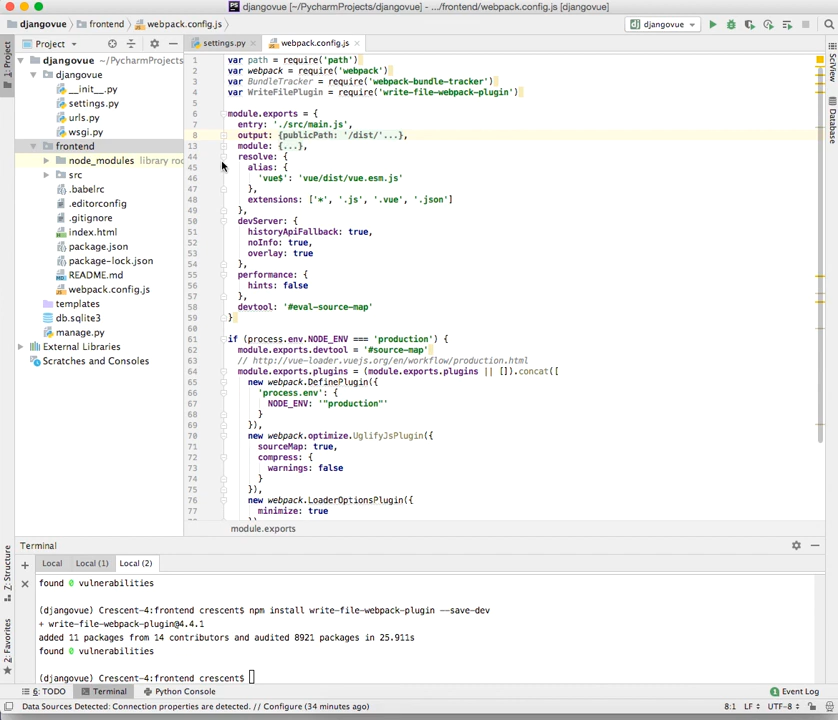 djangovue [~/PycharmProjects/djangovue] - .../frontend/webpack.config.js [djangovue]
djangovue
frontend
webpack.config.js
djangovue
1: Project
Project
settings.py
webpack.config.js
djangovue ~/PycharmProjects
djangovue
__init__.py
settings.py
urls.py
wsgi.py
frontend
node_modules library roo
src
.babelrc
.editorconfig
.gitignore
index.html
package.json
package-lock.json
README.md
webpack.config.js
templates
db.sqlite3
manage.py
External Libraries
Scratches and Consoles
1 var path = require('path')
2 var webpack = require('webpack')
3 var BundleTracker = require('webpack-bundle-tracker')
4 var WriteFilePlugin = require('write-file-webpack-plugin')
5
6 module.exports = {
7 entry: './src/main.js',
8 output: {publicPath: '/dist/'...},
13 module: {...},
44 resolve: {
45 alias: {
46 'vue$': 'vue/dist/vue.esm.js'
47 },
48 extensions: ['*', '.js', '.vue', '.json']
49 },
50 devServer: {
51 historyApiFallback: true,
52 noInfo: true,
53 overlay: true
54 },
55 performance: {
56 hints: false
57 },
58 devtool: '#eval-source-map'
59 }
60
61 if (process.env.NODE_ENV === 'production') {
62 module.exports.devtool = '#source-map'
63 // http://vue-loader.vuejs.org/en/workflow/production.html
64 module.exports.plugins = (module.exports.plugins || []).concat([
65 new webpack.DefinePlugin({
66 'process.env': {
67 NODE_ENV: '"production"'
68 }
69 }),
70 new webpack.optimize.UglifyJsPlugin({
71 sourceMap: true,
72 compress: {
73 warnings: false
74 }
75 }),
76 new webpack.LoaderOptionsPlugin({
77 minimize: true
module.exports
SciView
Database
Terminal
Local
Local (1)
Local (2)
found 0 vulnerabilities
(djangovue) Crescent-4:frontend crescent$ npm install write-file-webpack-plugin --save-dev
+ write-file-webpack-plugin@4.4.1
added 11 packages from 14 contributors and audited 8921 packages in 25.911s
found 0 vulnerabilities
(djangovue) Crescent-4:frontend crescent$
Z: Structure
2: Favorites
6: TODO
Terminal
Python Console
Event Log
Data Sources Detected: Connection properties are detected. // Configure (34 minutes ago)
8:1 LF UTF-8